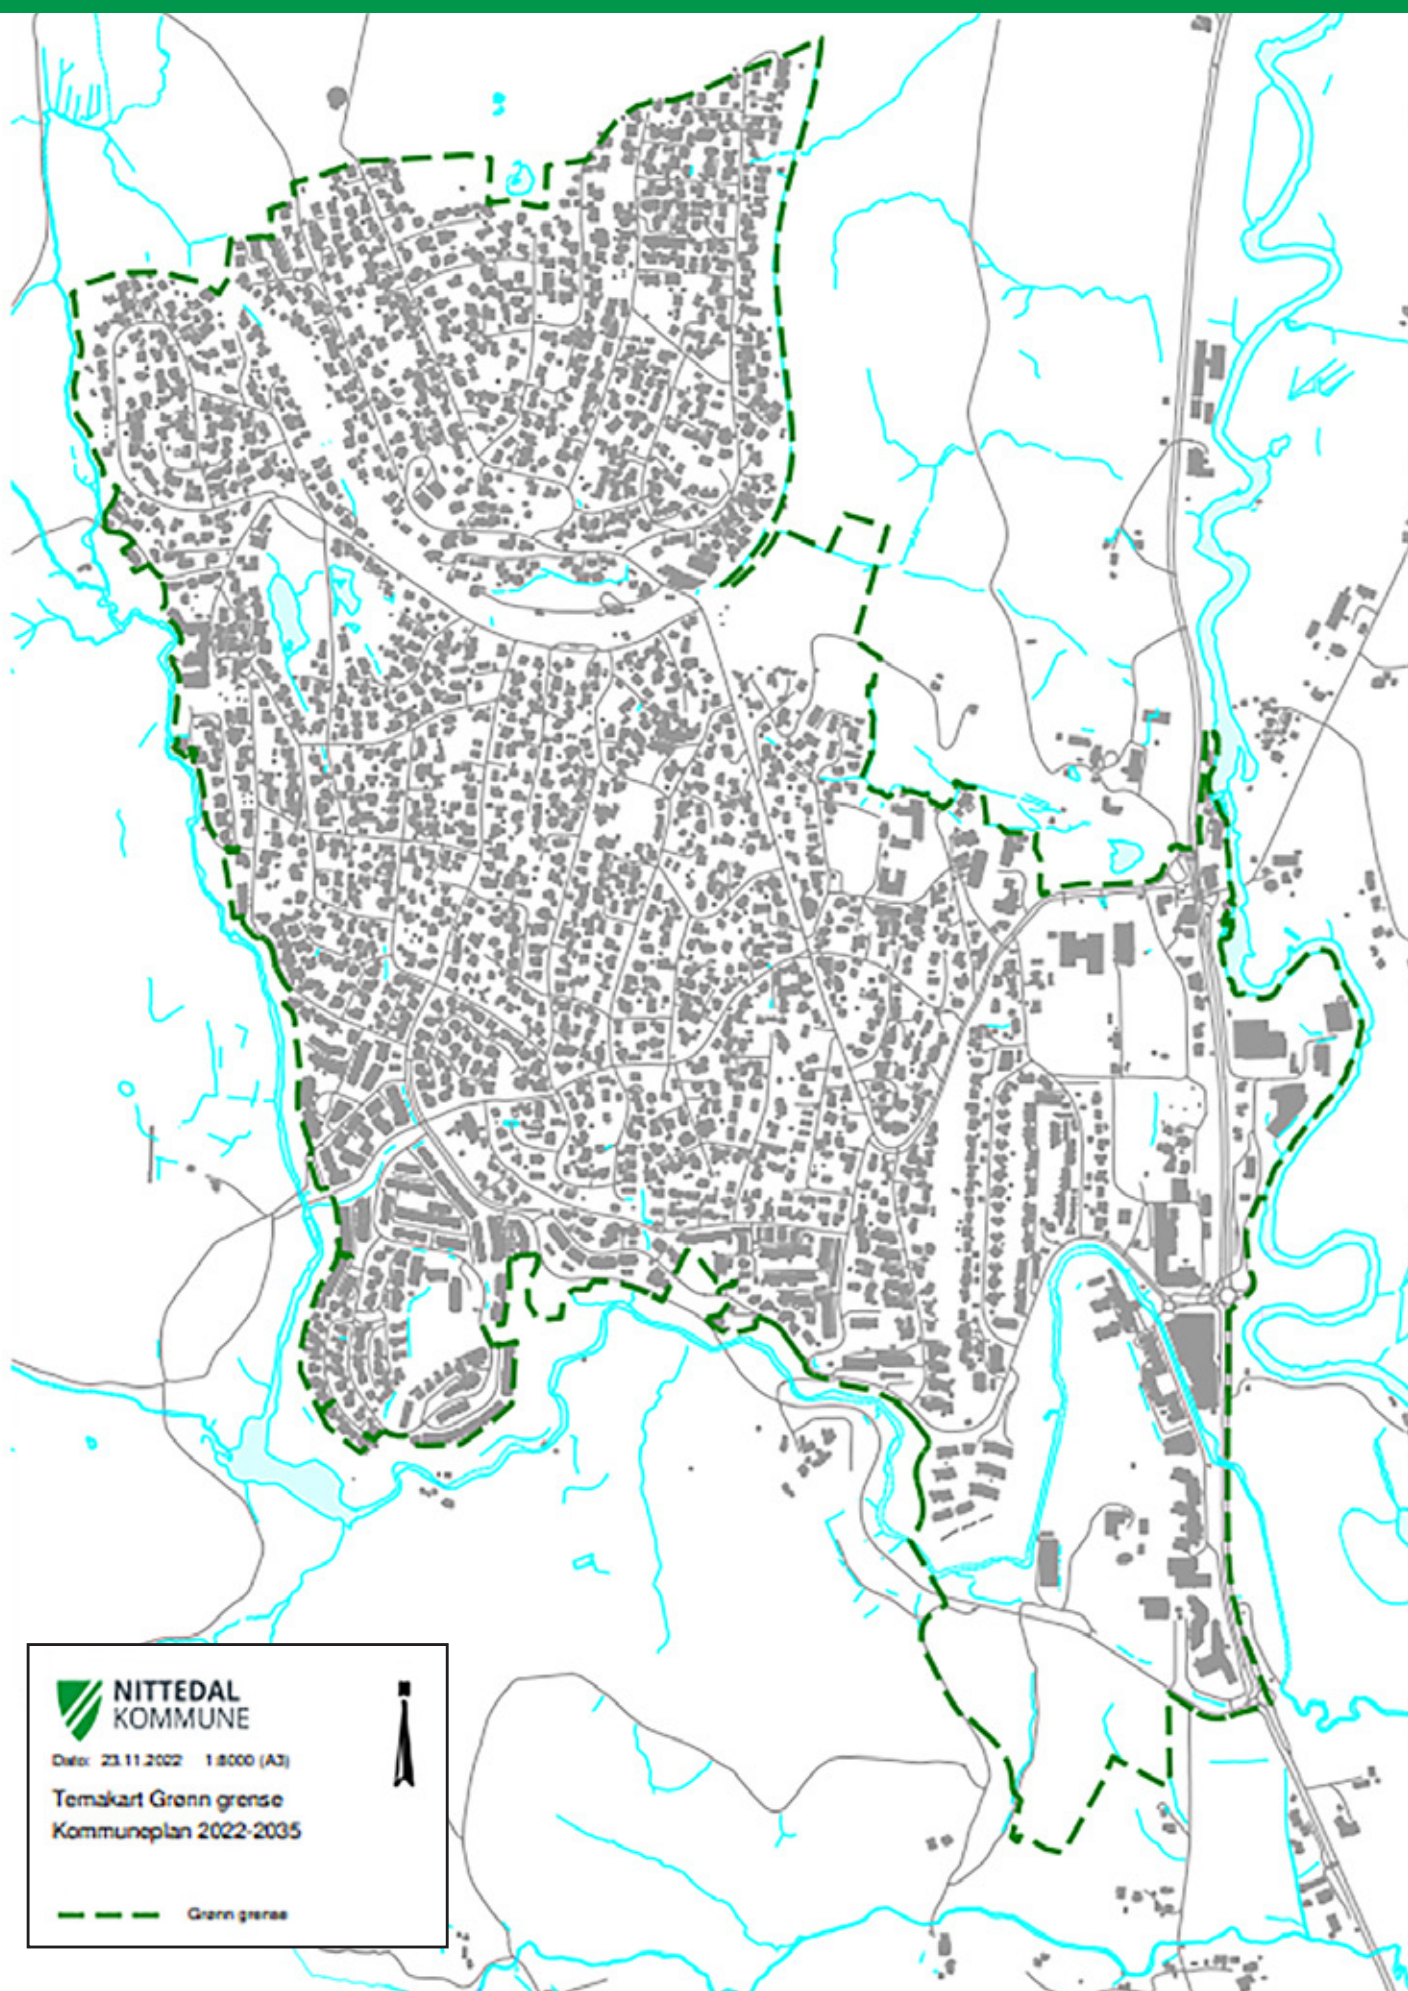 NITTEDAL
KOMMUNE
Dato: 23.11.2022 1:8000 (A3)
Temakart Grønn grense
Kommuneplan 2022-2035
Grønn grense